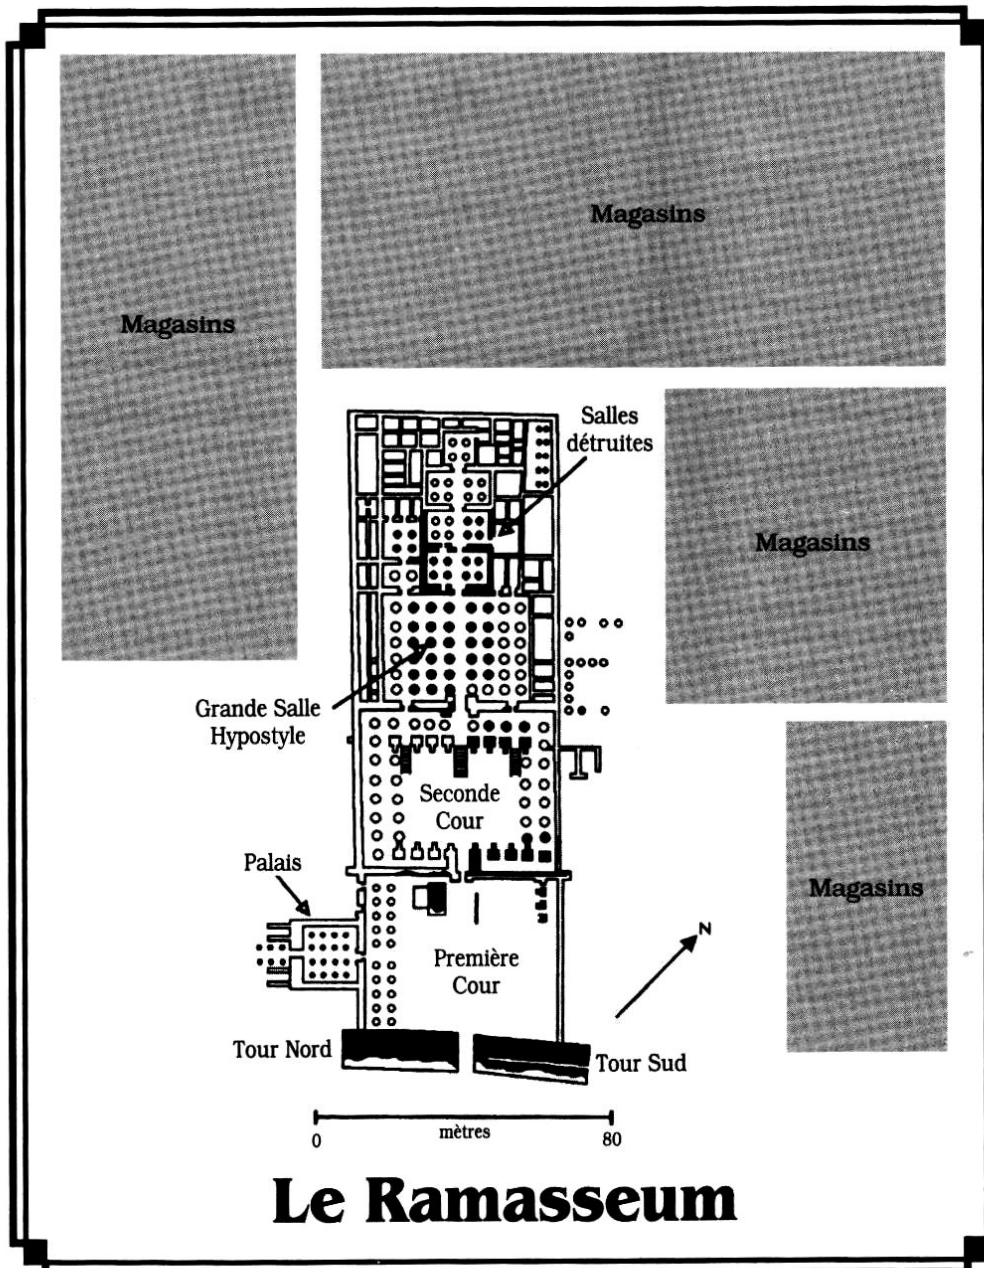 Magasins
Magasins
Salles
détruites
Magasins
Grande Salle
Hypostyle
Seconde
Cour
Palais
Magasins
N
Première
Cour
Tour Nord
Tour Sud
0
mètres
80
Le Ramasseum